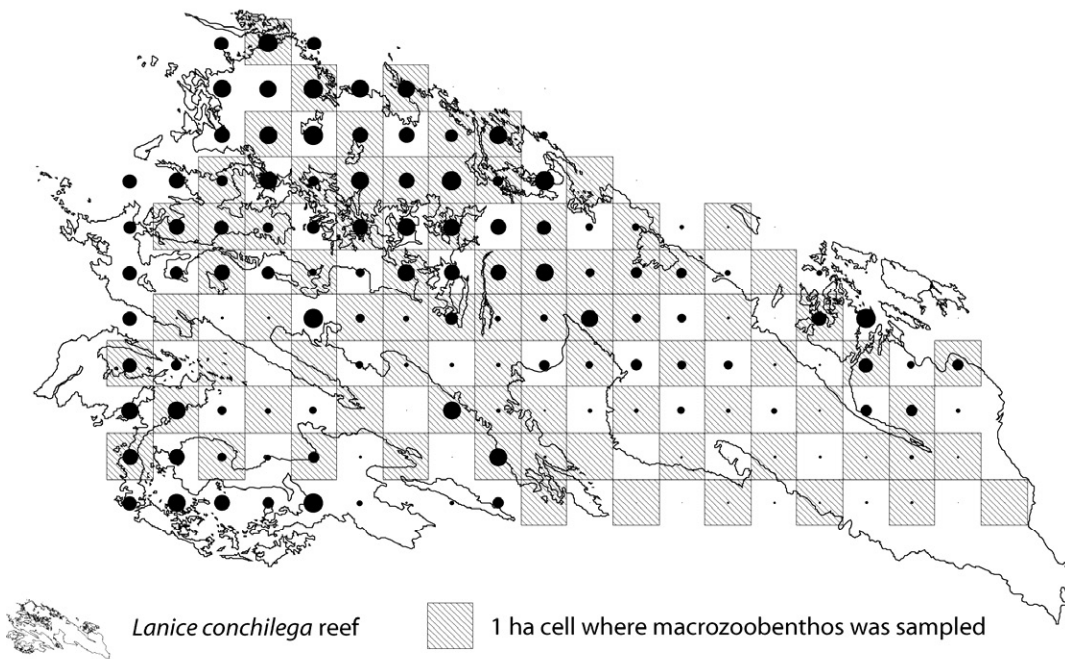 Lanice conchilega reef
1 ha cell where macrozoobenthos was sampled